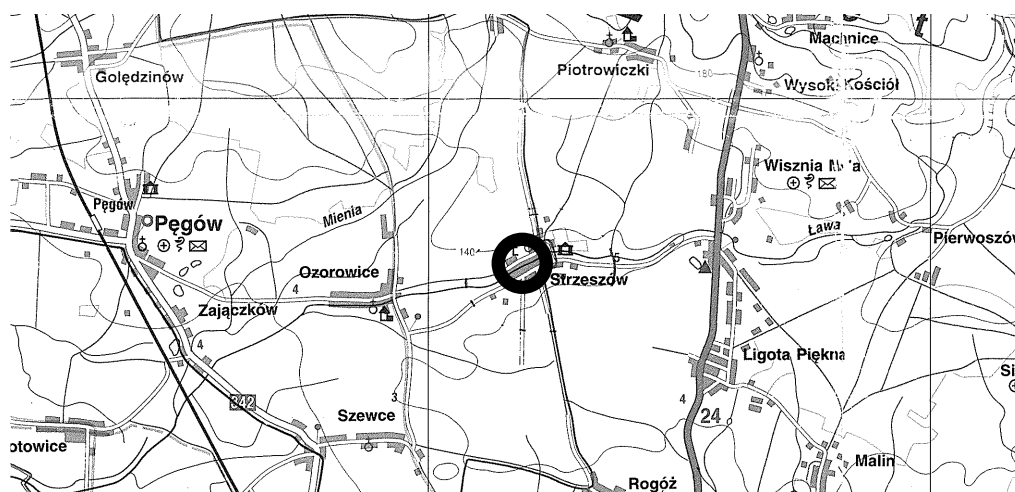 Machnice
Golędzinów
Piotrowiczki
180
Wysoki Kościół
Wisznia
Pęgów
Pęgów
Mienia
Ława
Pierwoszów
140
5
Strzeszów
Ozorowice
4
Zajączków
4
Ligota Piękna
342
3
4
24
Szewce
otowice
Si
Malin
Rogóż